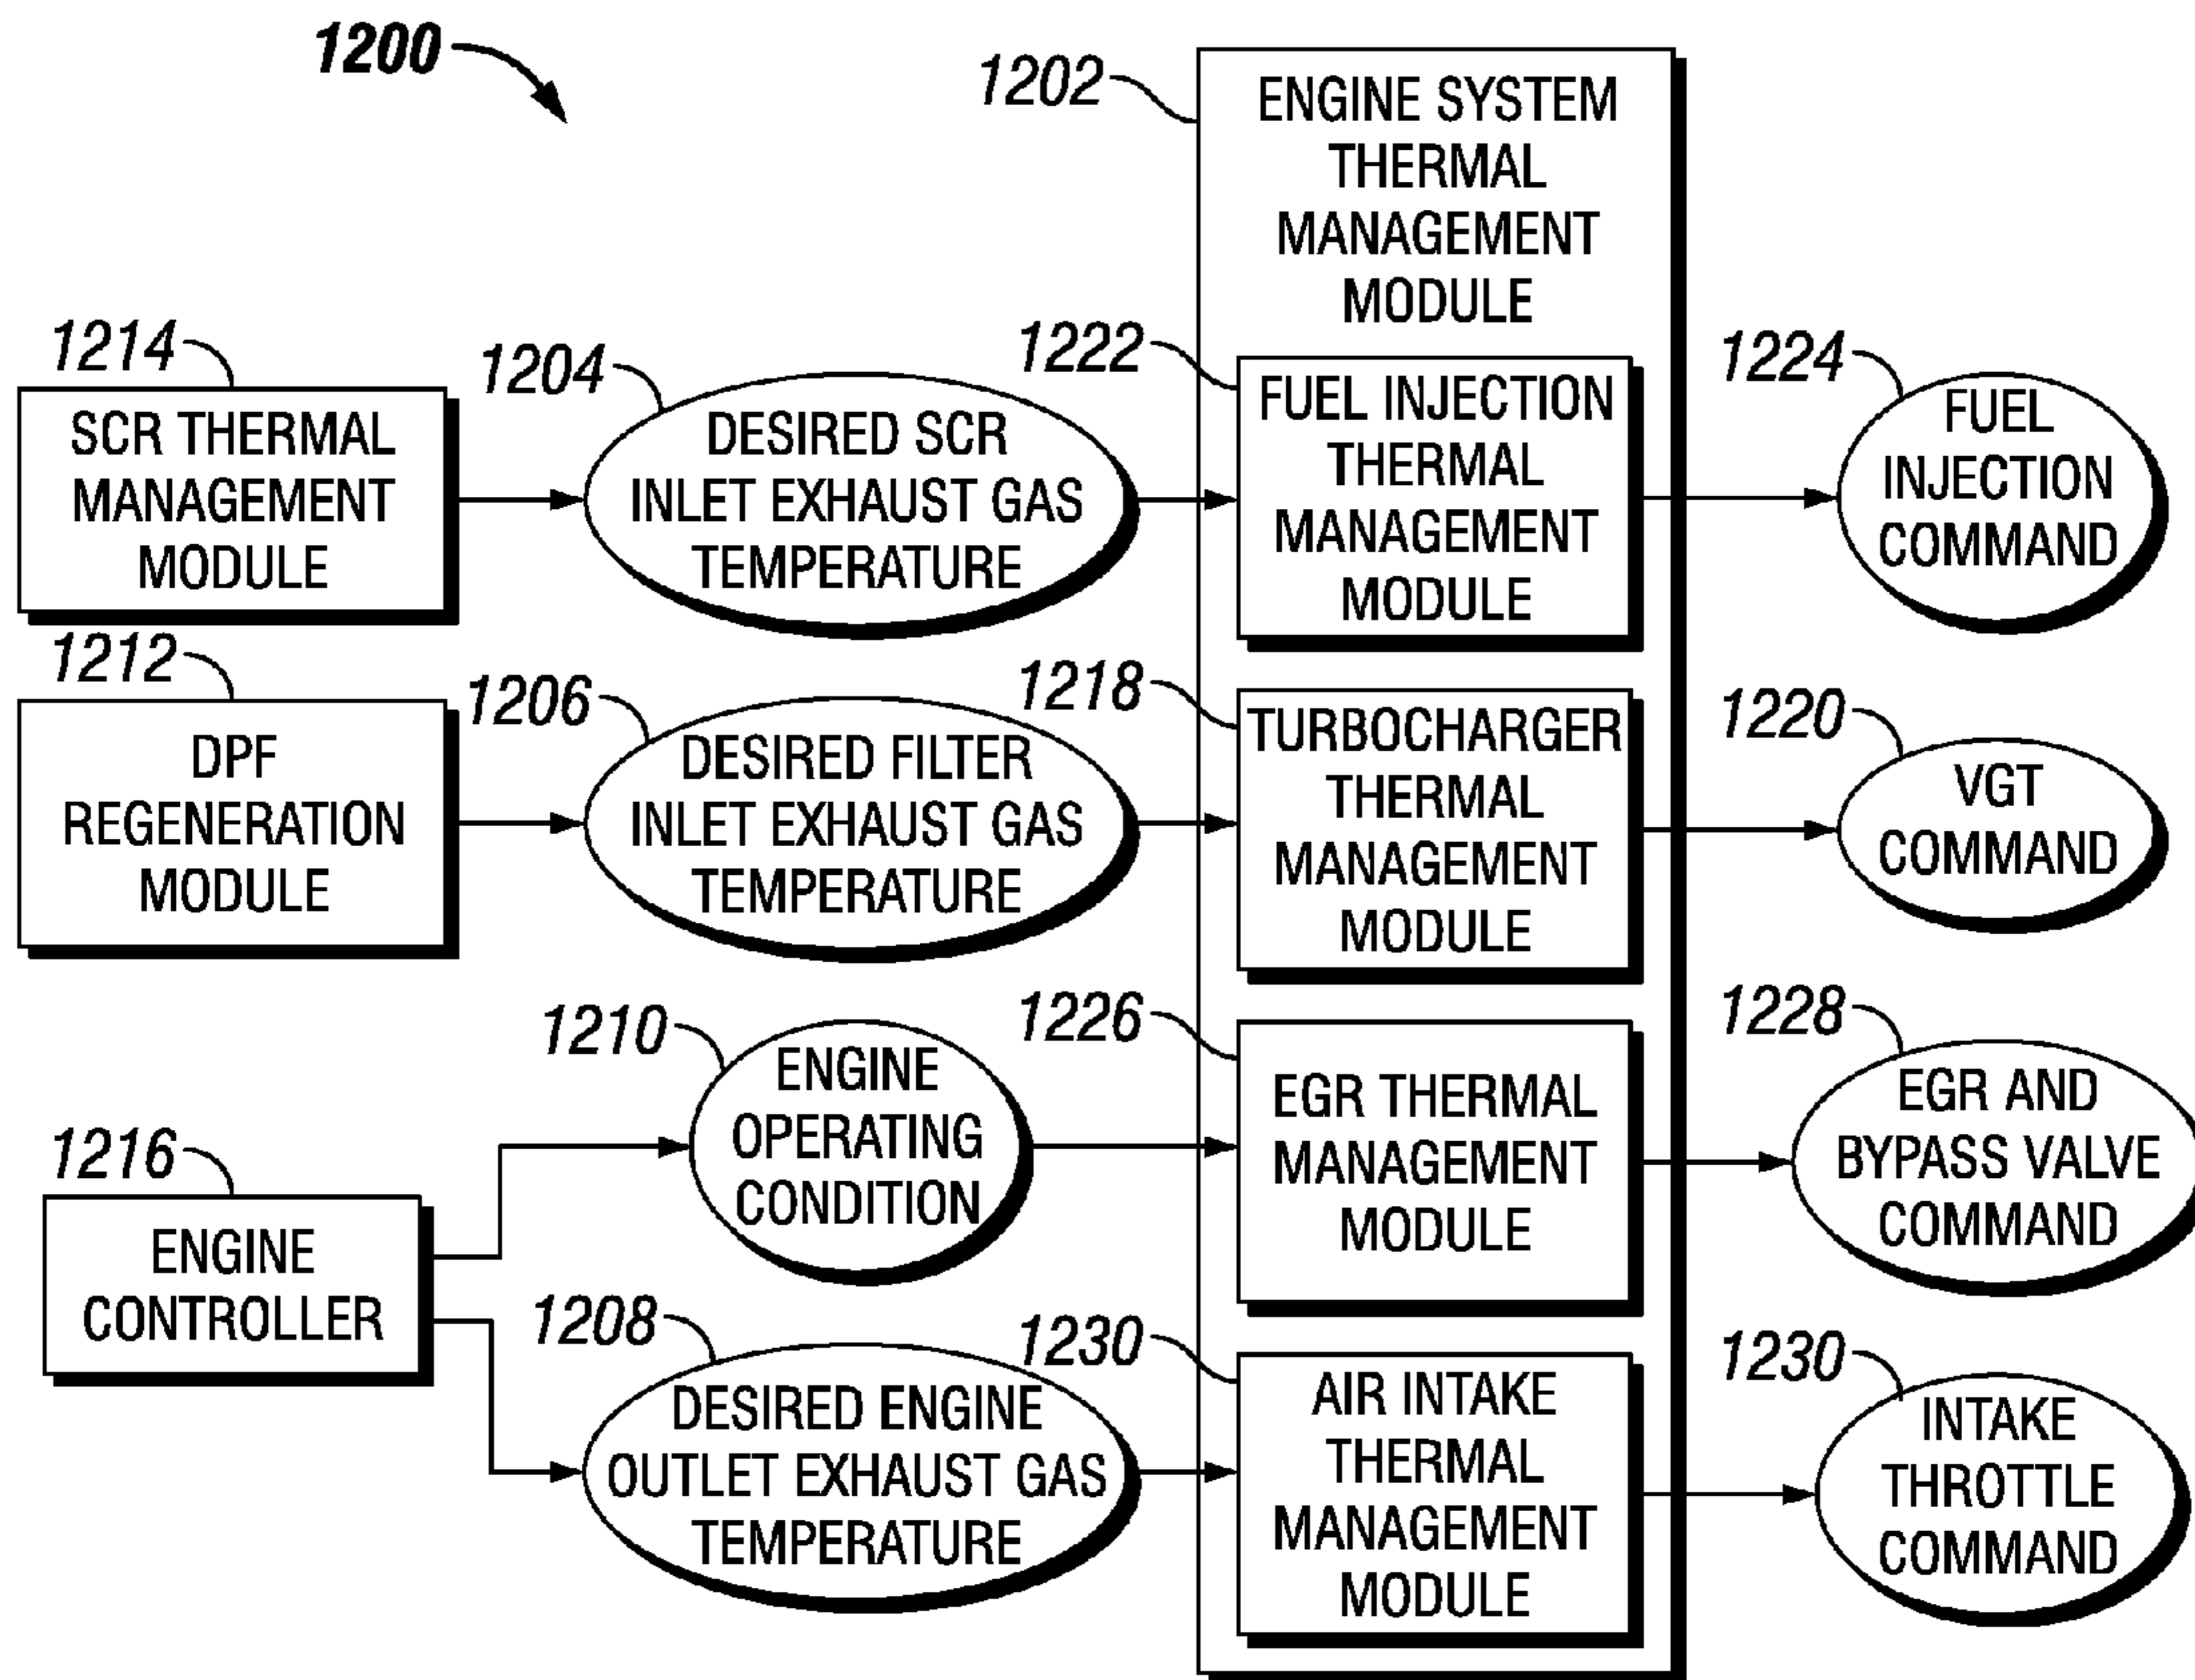 1200
1202
ENGINE SYSTEM
THERMAL
MANAGEMENT
MODULE
1214
SCR THERMAL
MANAGEMENT
MODULE
1204
DESIRED SCR
INLET EXHAUST GAS
TEMPERATURE
1222
FUEL INJECTION
THERMAL
MANAGEMENT
MODULE
1224
FUEL
INJECTION
COMMAND
1212
DPF
REGENERATION
MODULE
1206
DESIRED FILTER
INLET EXHAUST GAS
TEMPERATURE
1218
TURBOCHARGER
THERMAL
MANAGEMENT
MODULE
1220
VGT
COMMAND
1216
ENGINE
CONTROLLER
1210
ENGINE
OPERATING
CONDITION
1226
EGR THERMAL
MANAGEMENT
MODULE
1228
EGR AND
BYPASS VALVE
COMMAND
1208
DESIRED ENGINE
OUTLET EXHAUST GAS
TEMPERATURE
1230
AIR INTAKE
THERMAL
MANAGEMENT
MODULE
1230
INTAKE
THROTTLE
COMMAND